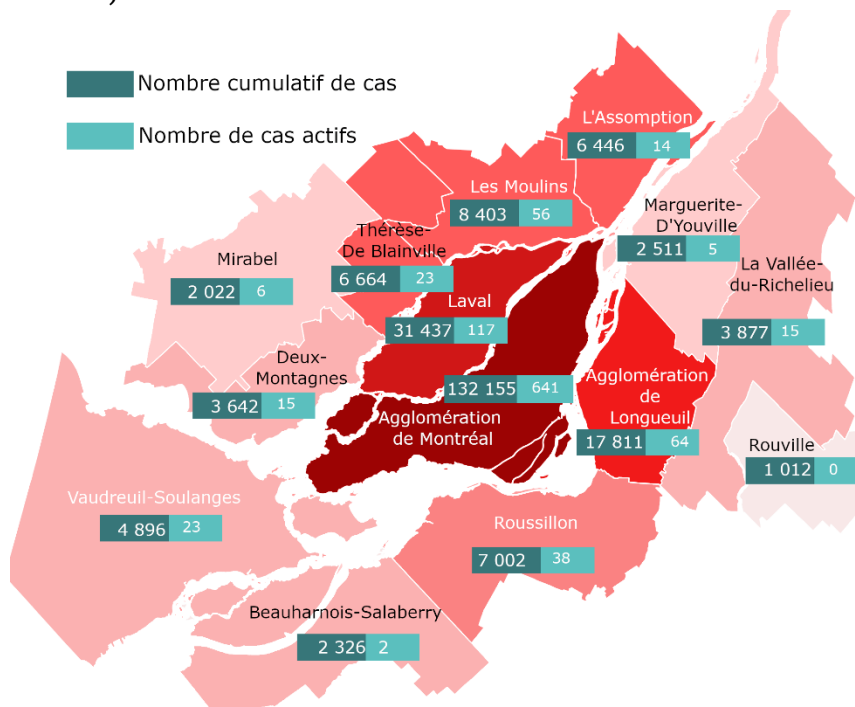 Nombre cumulatif de cas
Nombre de cas actifs
L'Assomption
6 446 14
Les Moulins
8 403 56
Marguerite-
D'Youville
2 511 5
Thérèse-
De Blainville
6 664 23
Mirabel
2 022 6
La Vallée-
du-Richelieu
3 877 15
Laval
31 437 117
Deux-
Montagnes
3 642 15
132 155 641
Agglomération
de Montréal
Agglomération
de
Longueuil
17 811 64
Rouville
1 012 0
Vaudreuil-Soulanges
4 896 23
Roussillon
7 002 38
Beauharnois-Salaberry
2 326 2